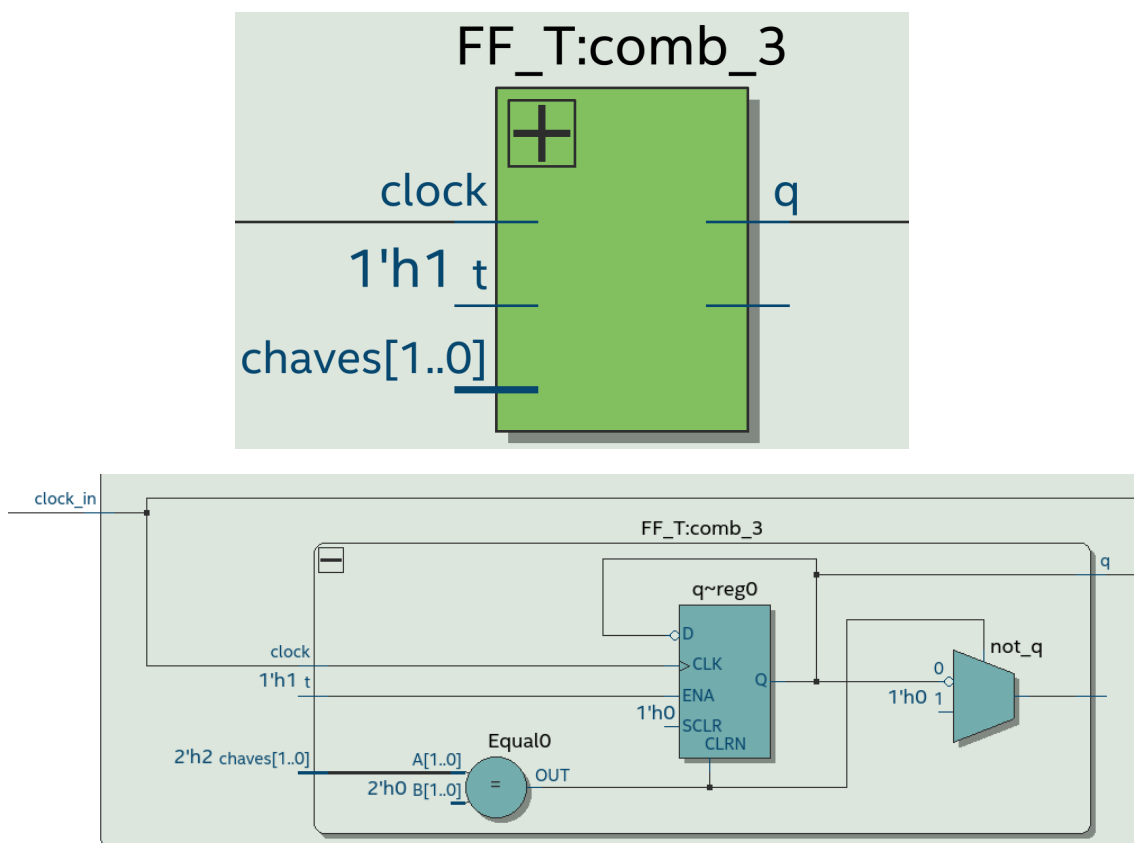 FF_T:comb_3
clock
q
1'h1 t
chaves[1..0]
clock_in
FF_T:comb_3
q
q~reg0
D
clock
CLK
not_q
1'h1 t
ENA
Q
0
1'h0
SCLR
1'h0 1
CLRN
Equal0
2'h2 chaves[1..0]
A[1..0]
=
OUT
2'h0 B[1..0]